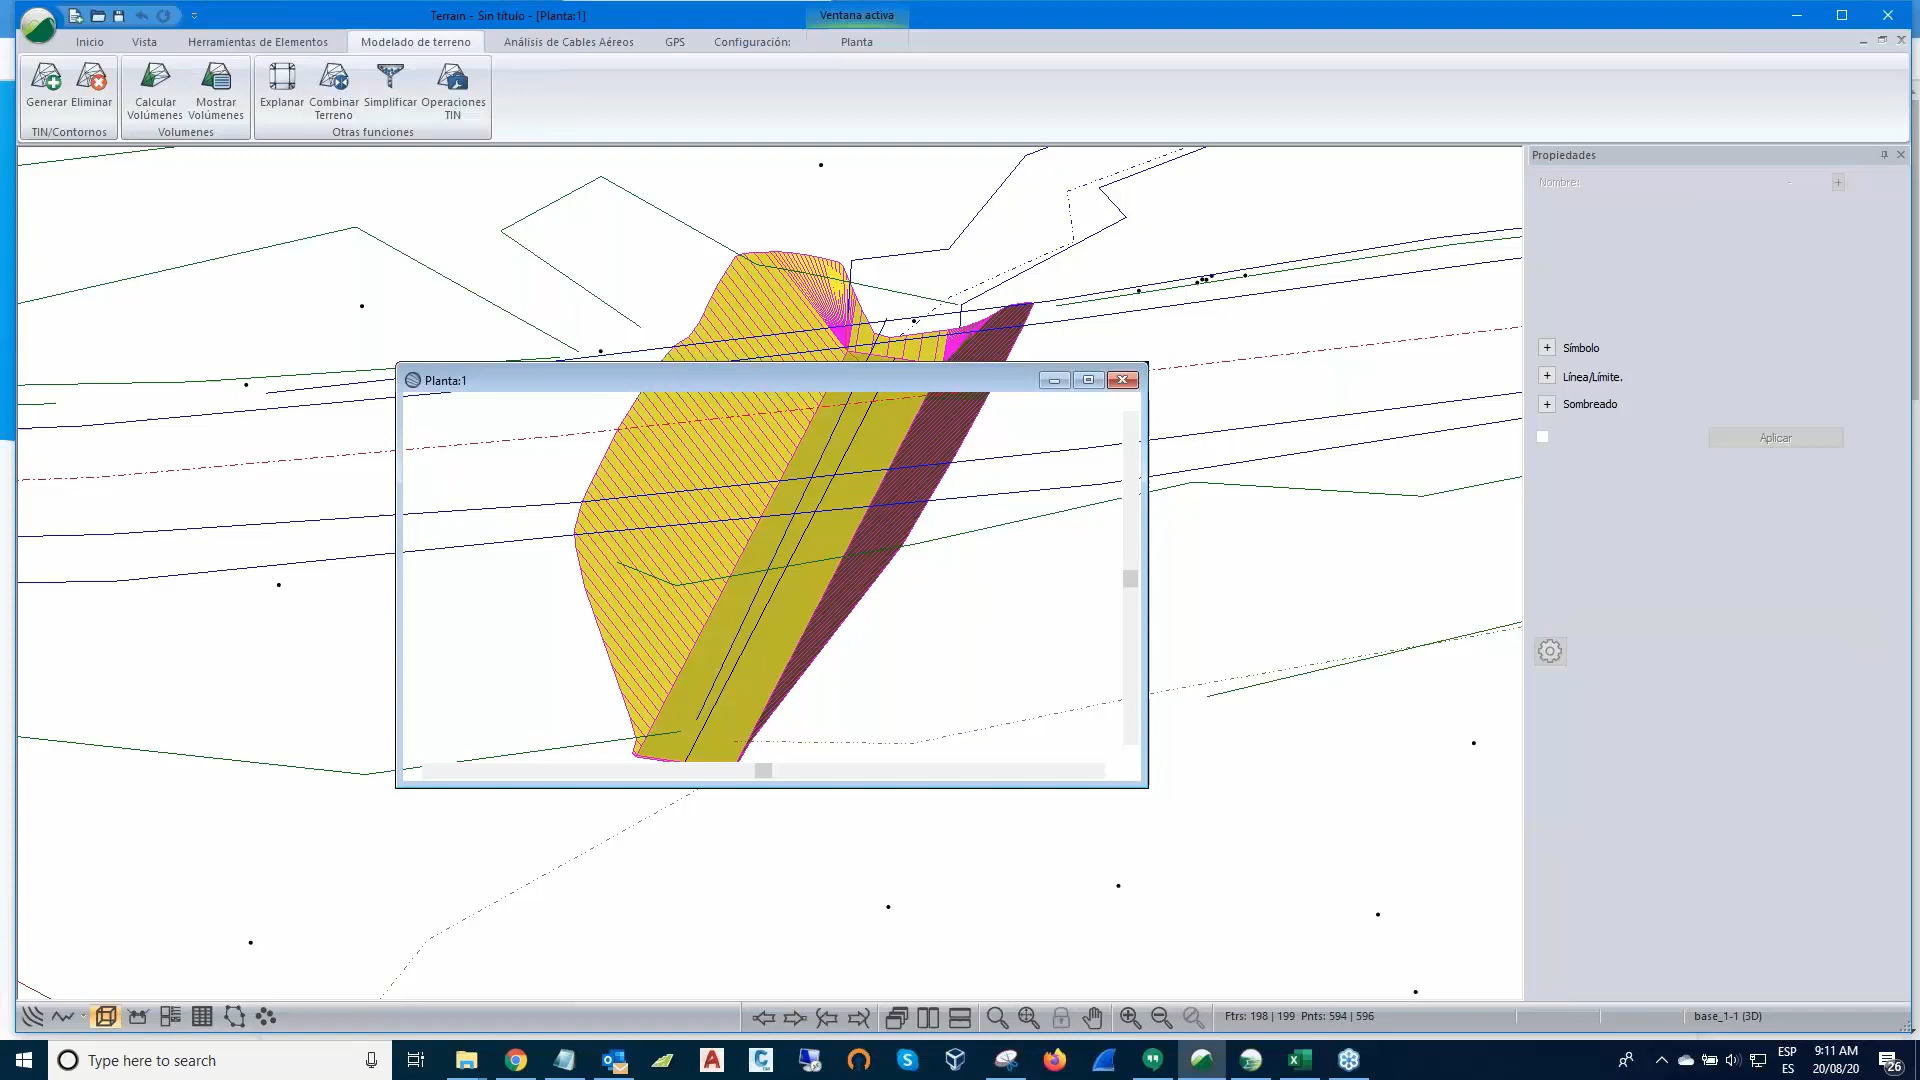 Terrain - Sin título - [Planta:1]
Ventana activa
Inicio Vista Herramientas de Elementos Modelado de terreno Análisis de Cables Aéreos GPS Configuración: Planta
Generar Eliminar
TIN/Contornos
Calcular Volúmenes
Mostrar Volúmenes
Volumenes
Explanar
Combinar Terreno
Simplificar
Operaciones TIN
Otras funciones
Propiedades
Nombre:
Símbolo
Línea/Límite.
Sombreado
Aplicar
Planta:1
Ftrs: 198 | 199 Pnts: 594 | 596
base_1-1 (3D)
Type here to search
ESP
ES
9:11 AM
20/08/20
26